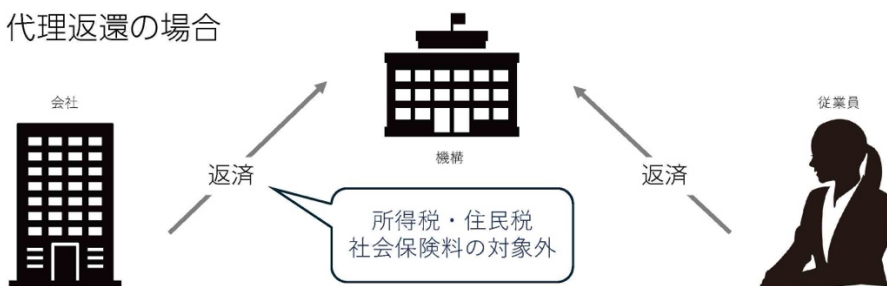 代理返還の場合
会社
従業員
機構
返済
返済
所得税・住民税
社会保険料の対象外